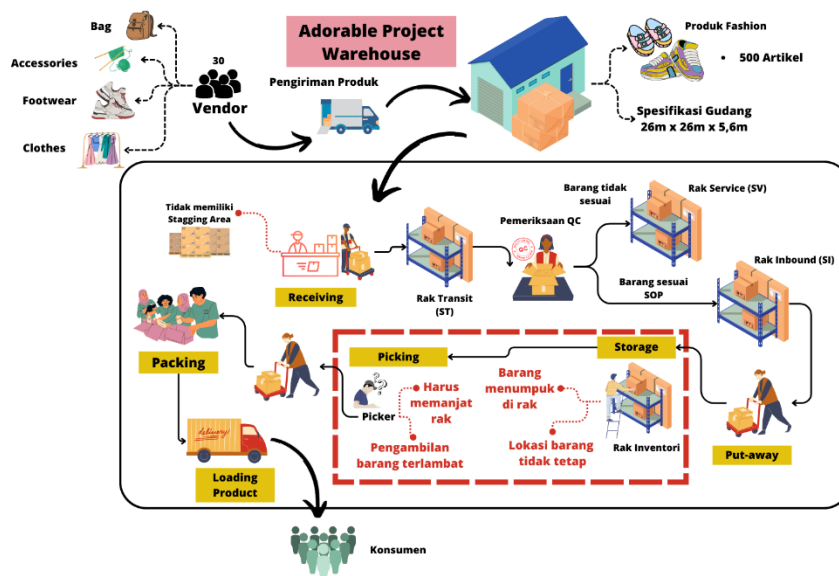 Bag
Accessories
Footwear
Clothes
30
Vendor
Adorable Project
Warehouse
Pengiriman Produk
Produk Fashion
• 500 Artikel
Spesifikasi Gudang
26m x 26m x 5,6m
Tidak memiliki
Stagging Area
Receiving
Rak Transit
(ST)
Pemeriksaan QC
QC
Barang tidak
sesuai
Rak Service (SV)
Barang sesuai
SOP
Rak Inbound (SI)
Put-away
Storage
Rak Inventori
Barang
menumpuk
di rak
Lokasi barang
tidak tetap
Picking
Picker
Harus
memanjat
rak
Pengambilan
barang terlambat
Packing
delivery
Loading
Product
Konsumen